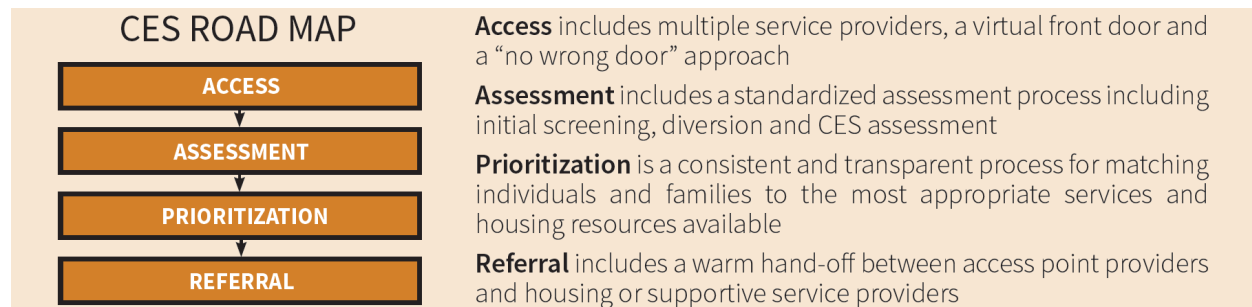 CES ROAD MAP
ACCESS
ASSESSMENT
PRIORITIZATION
REFERRAL
Access includes multiple service providers, a virtual front door and
a “no wrong door” approach
Assessment includes a standardized assessment process including
initial screening, diversion and CES assessment
Prioritization is a consistent and transparent process for matching
individuals and families to the most appropriate services and
housing resources available
Referral includes a warm hand-off between access point providers
and housing or supportive service providers